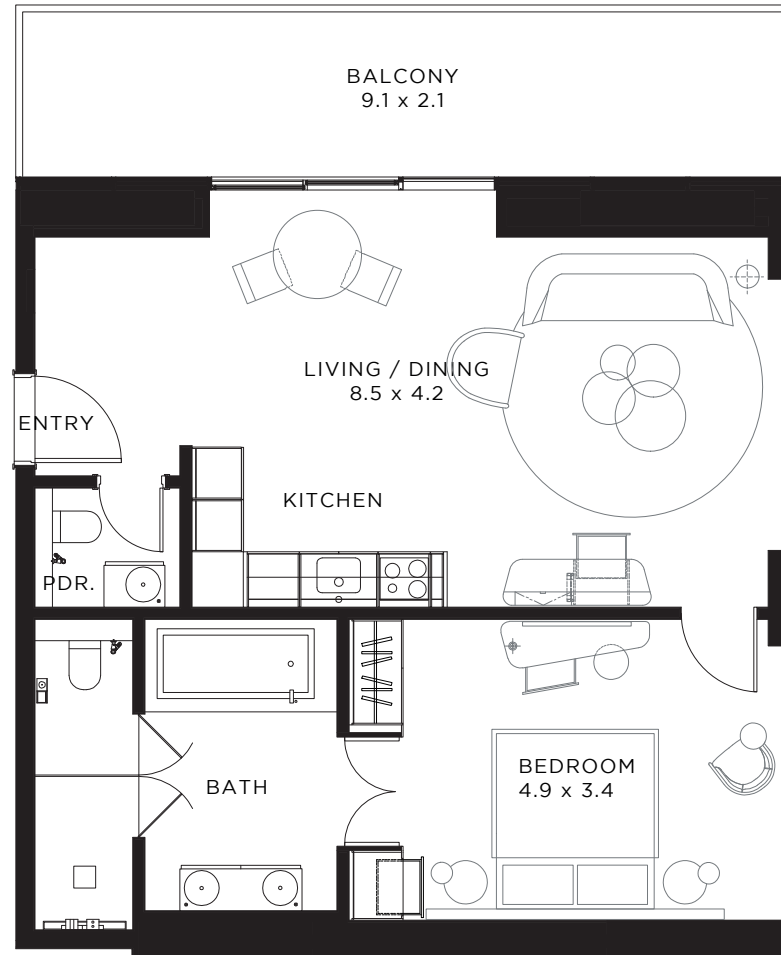 BALCONY
9.1 x 2.1
LIVING / DINING
8.5 x 4.2
ENTRY
KITCHEN
PDR.
BATH
BEDROOM
4.9 x 3.4